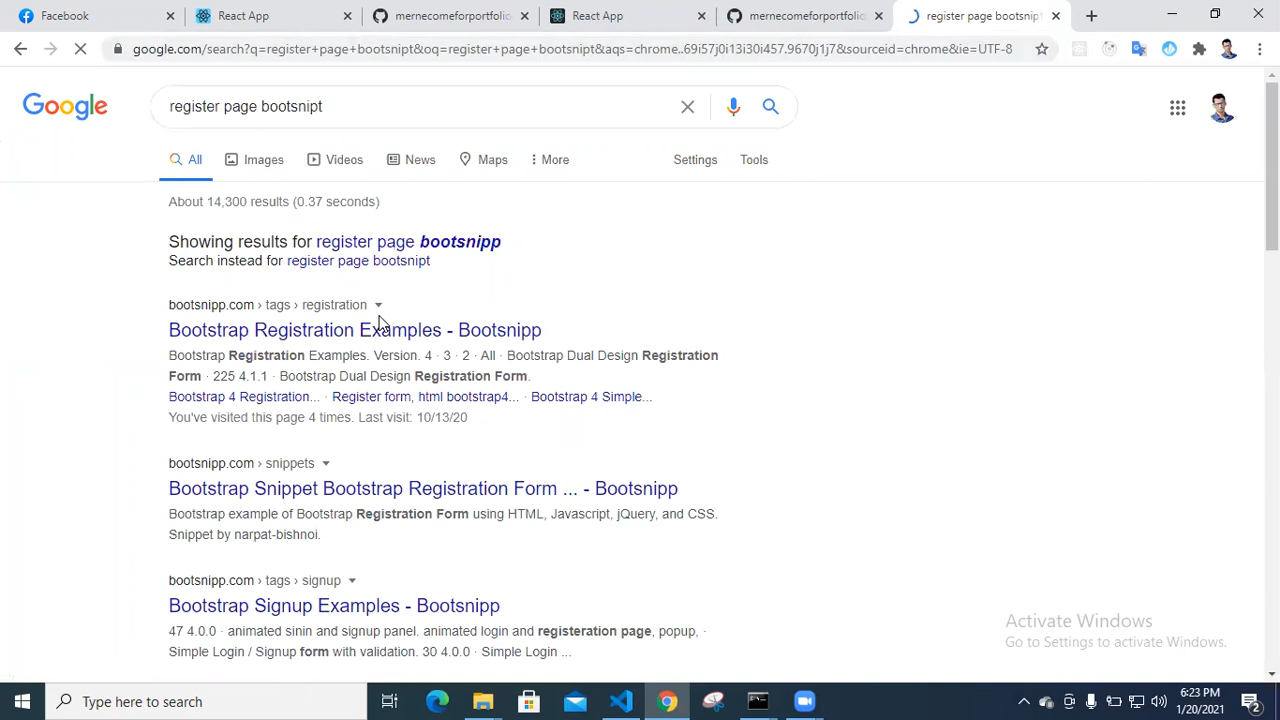 Facebook
React App
mernecomeforportfolio
React App
mernecomeforportfolio
register page bootsnipt
google.com/search?q=register+page+bootsnipt&oq=register+page+bootsnipt&aqs=chrome..69i57j0i13i30i457.9670j1j7&sourceid=chrome&ie=UTF-8
Google
register page bootsnipt
All
Images
Videos
News
Maps
More
Settings
Tools
About 14,300 results (0.37 seconds)
Showing results for register page bootsnipp
Search instead for register page bootsnipt
bootsnipp.com › tags › registration
Bootstrap Registration Examples - Bootsnipp
Bootstrap Registration Examples. Version. 4 · 3 · 2 · All · Bootstrap Dual Design Registration
Form · 225 4.1.1 · Bootstrap Dual Design Registration Form.
Bootstrap 4 Registration... · Register form, html bootstrap4... · Bootstrap 4 Simple...
You've visited this page 4 times. Last visit: 10/13/20
bootsnipp.com › snippets
Bootstrap Snippet Bootstrap Registration Form ... - Bootsnipp
Bootstrap example of Bootstrap Registration Form using HTML, Javascript, jQuery, and CSS.
Snippet by narpat-bishnoi.
bootsnipp.com › tags › signup
Bootstrap Signup Examples - Bootsnipp
47 4.0.0 · animated sinin and signup panel. animated login and registeration page, popup, ·
Simple Login / Signup form with validation. 30 4.0.0 · Simple Login ...
Activate Windows
Go to Settings to activate Windows.
Type here to search
6:23 PM
1/20/2021
2